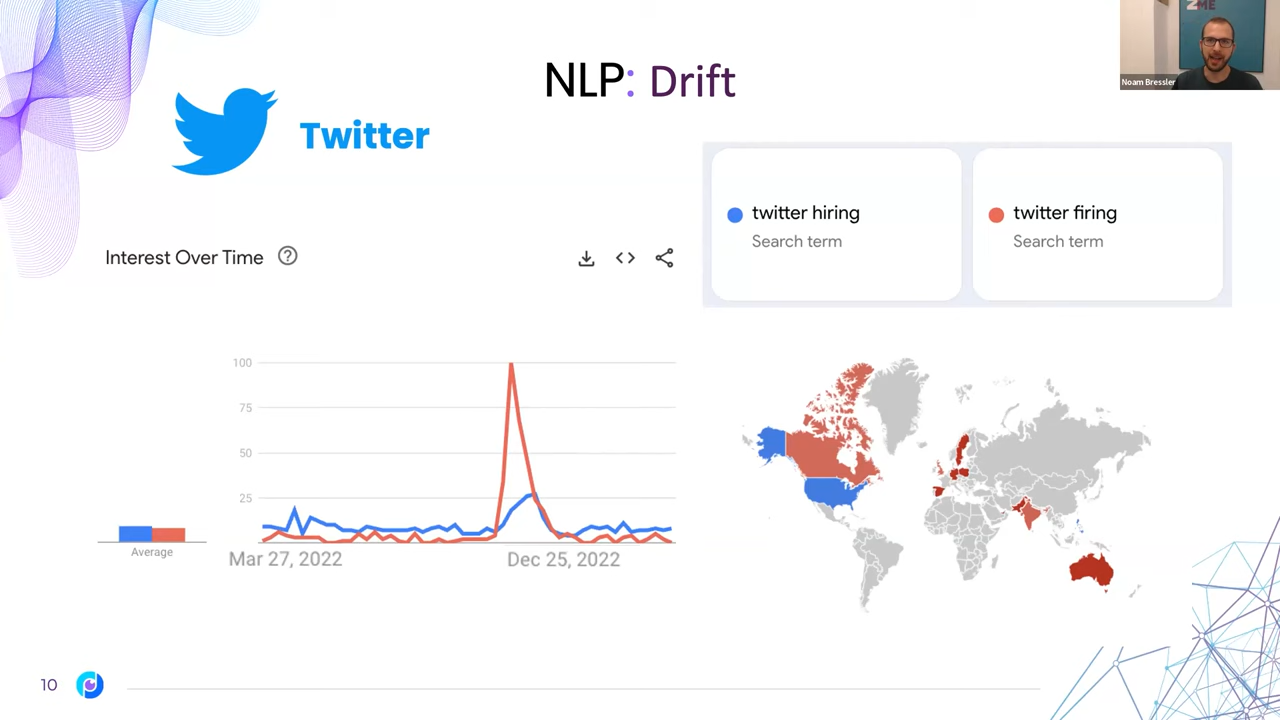 NLP: Drift
Twitter
ZME
Noam Bressler
twitter hiring
Search term
twitter firing
Search term
Interest Over Time ?
100
75
50
25
Average
Mar 27, 2022
Dec 25, 2022
10